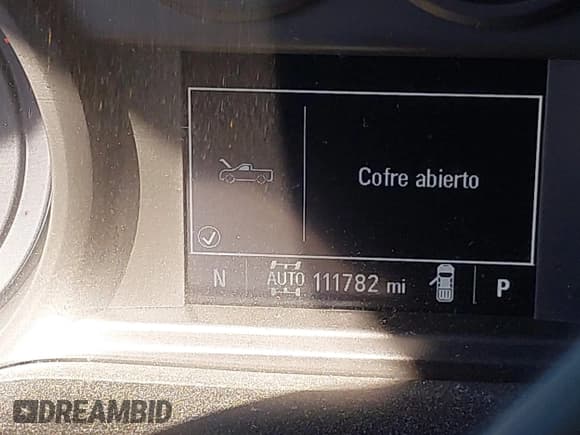 Cofre abierto
N AUTO 111782 mi P
DREAMBID